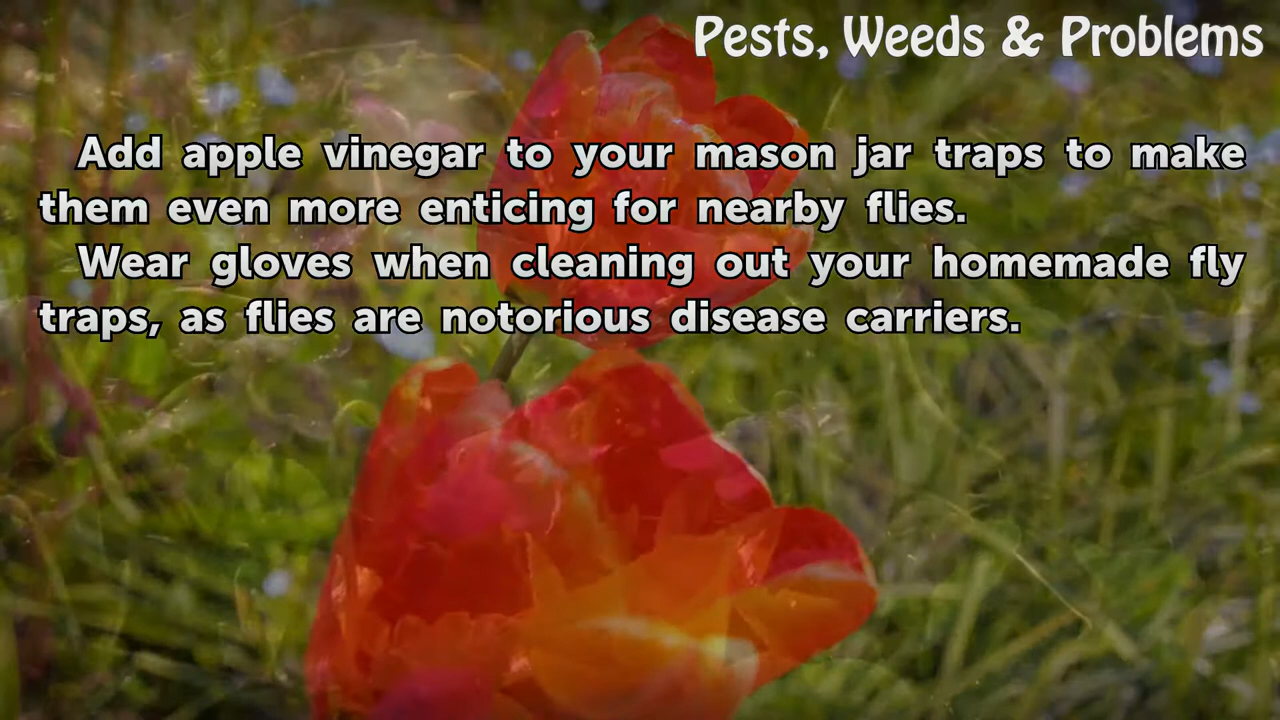 Pests, Weeds & Problems
Add apple vinegar to your mason jar traps to make
them even more enticing for nearby flies.
Wear gloves when cleaning out your homemade fly
traps, as flies are notorious disease carriers.